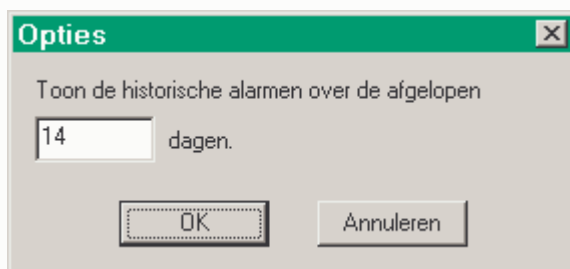 Opties
Toon de historische alarmen over de afgelopen
14 dagen.
OK Annuleren